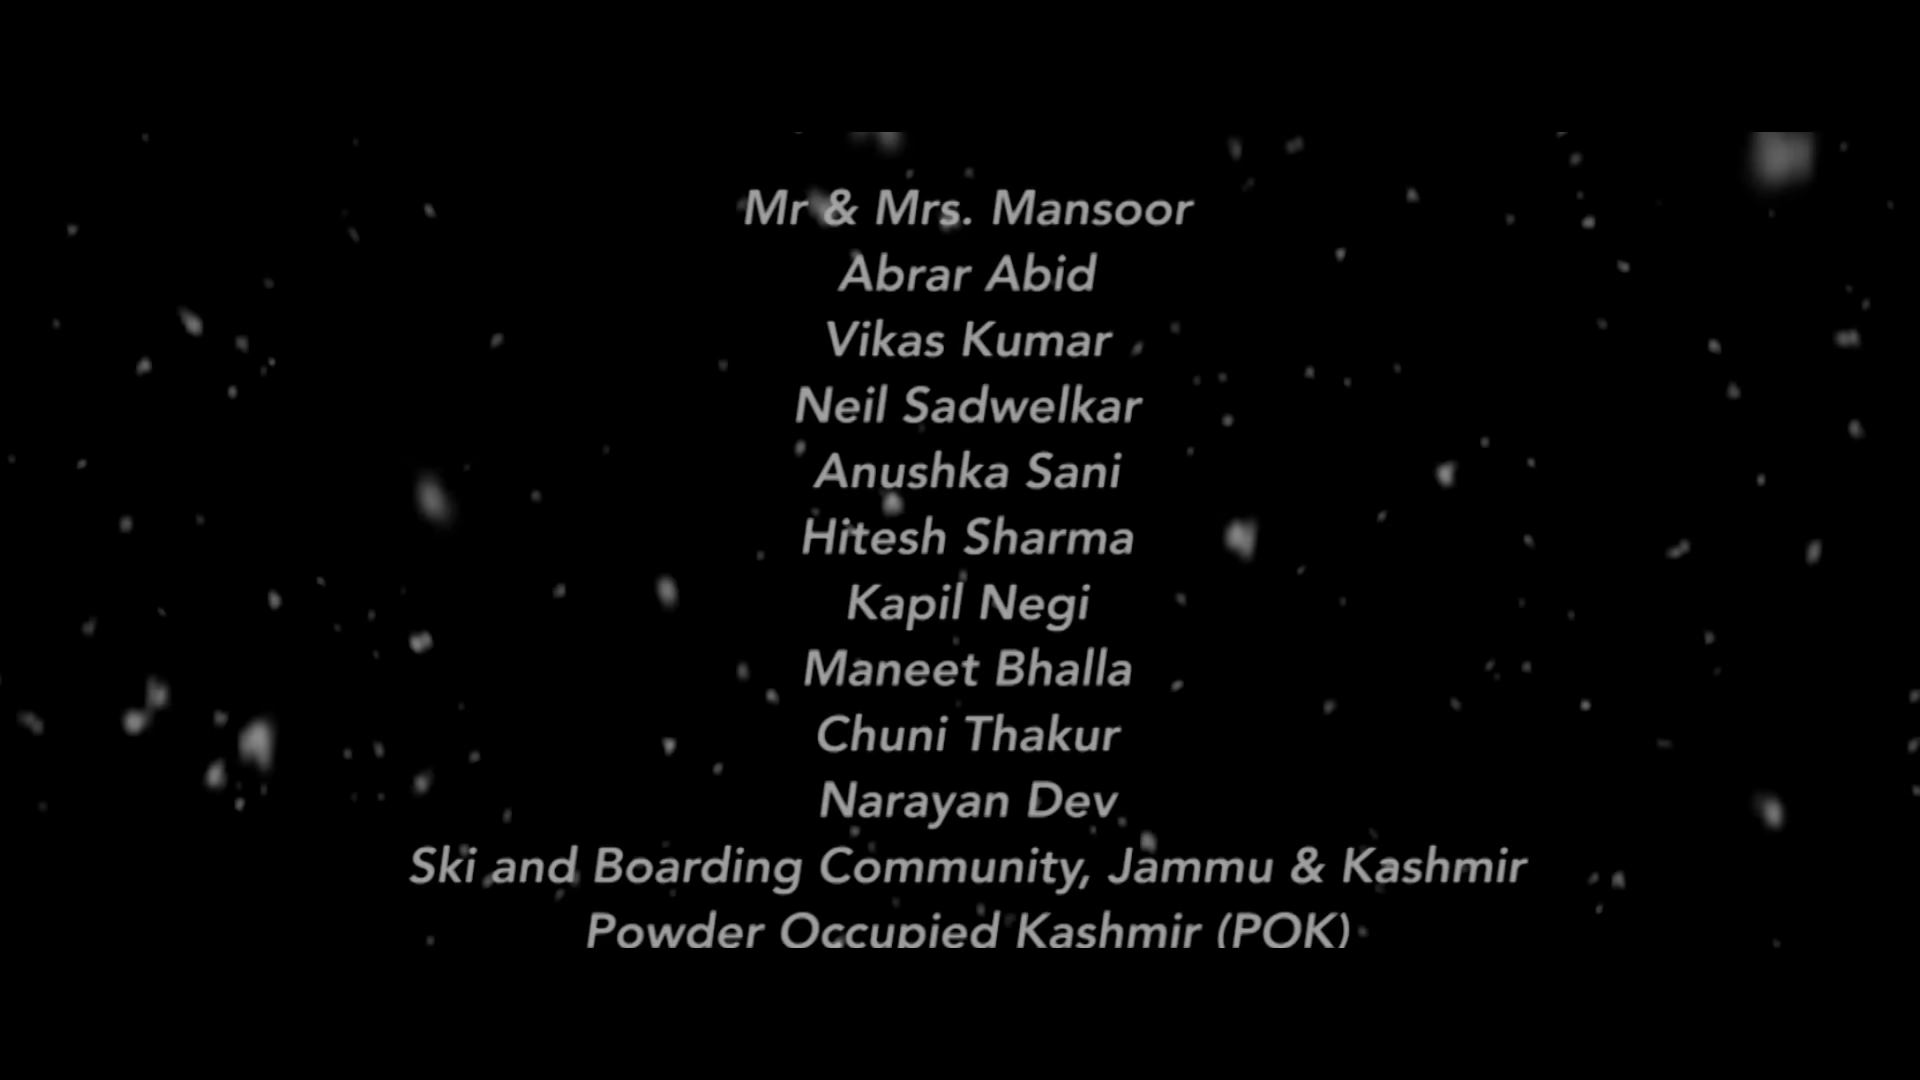 Mr & Mrs. Mansoor
Abrar Abid
Vikas Kumar
Neil Sadwelkar
Anushka Sani
Hitesh Sharma
Kapil Negi
Maneet Bhalla
Chuni Thakur
Narayan Dev
Ski and Boarding Community, Jammu & Kashmir
Powder Occupied Kashmir (POK)